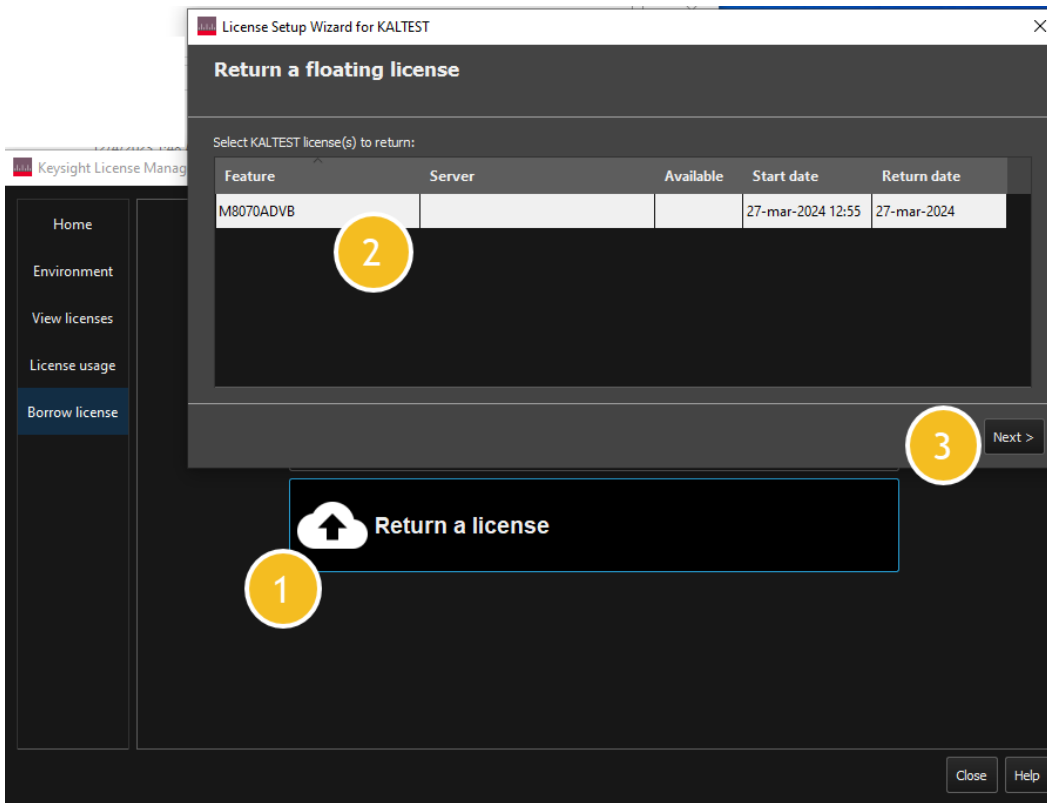 License Setup Wizard for KALTEST
Return a floating license
Select KALTEST license(s) to return:
Feature Server Available Start date Return date
M8070ADVB 27-mar-2024 12:55 27-mar-2024
2
3
Next >
Keysight License Manag
Home
Environment
View licenses
License usage
Borrow license
Return a license
1
Close Help